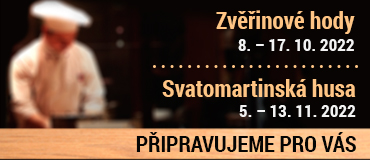 Zvěřinové hody
8. – 17. 10. 2022
Svatomartinská husa
5. – 13. 11. 2022
PŘIPRAVUJEME PRO VÁS